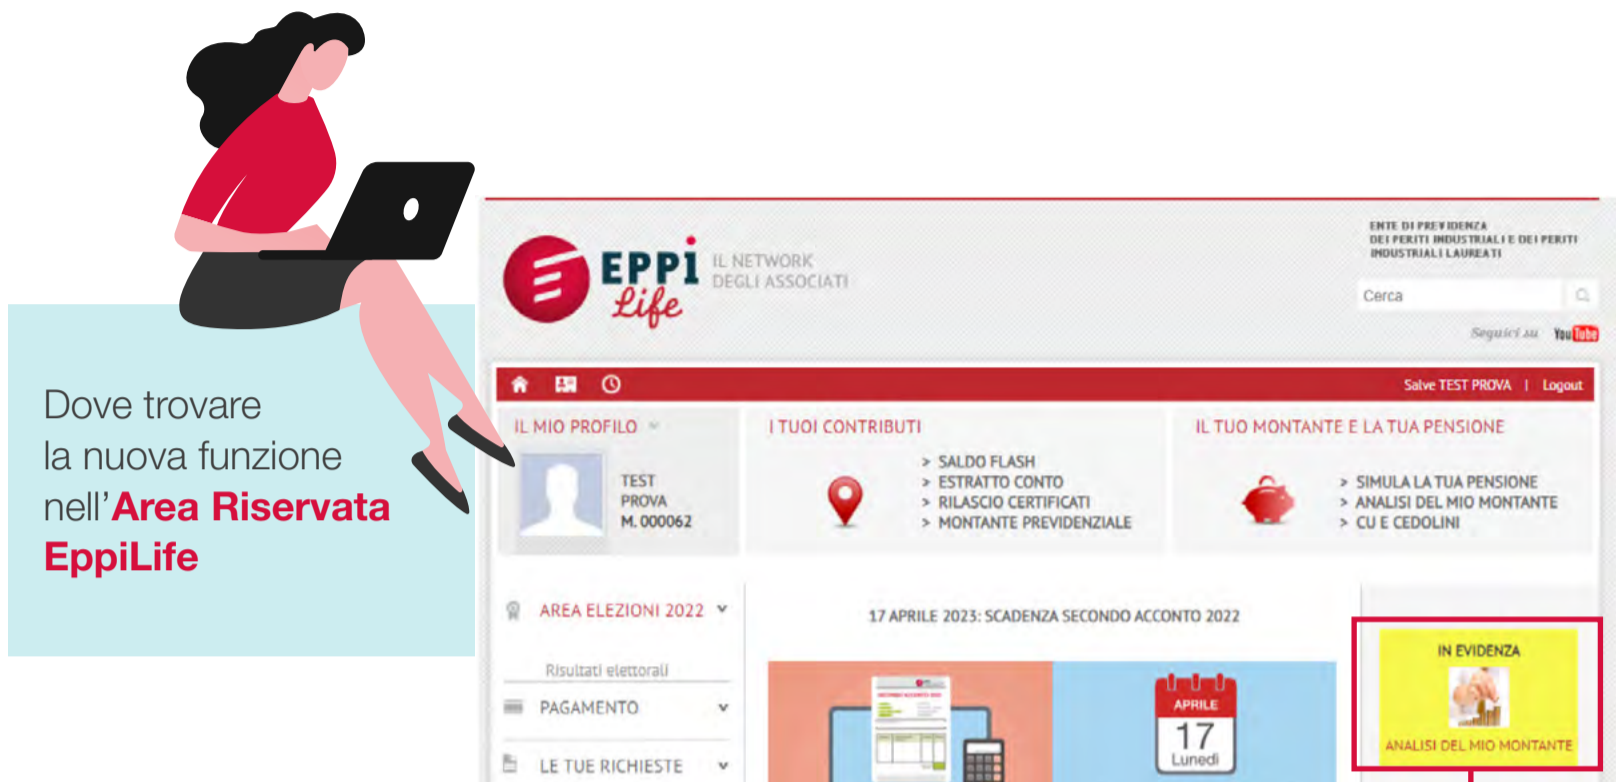 Dove trovare
la nuova funzione
nell'Area Riservata
EppiLife
EPPi
Life
IL NETWORK
DEGLI ASSOCIATI
ENTE DI PREVIDENZA
DEI PERITI INDUSTRIALI E DEI PERITI
INDUSTRIALI LAUREATI
Cerca
Seguici su YouTube
Salve TEST PROVA | Logout
IL MIO PROFILO
TEST
PROVA
M. 000062
I TUOI CONTRIBUTI
> SALDO FLASH
> ESTRATTO CONTO
> RILASCIO CERTIFICATI
> MONTANTE PREVIDENZIALE
IL TUO MONTANTE E LA TUA PENSIONE
> SIMULA LA TUA PENSIONE
> ANALISI DEL MIO MONTANTE
> CU E CEDOLINI
AREA ELEZIONI 2022
Risultati elettorali
PAGAMENTO
LE TUE RICHIESTE
17 APRILE 2023: SCADENZA SECONDO ACCONTO 2022
APRILE
17
Lunedì
IN EVIDENZA
ANALISI DEL MIO MONTANTE